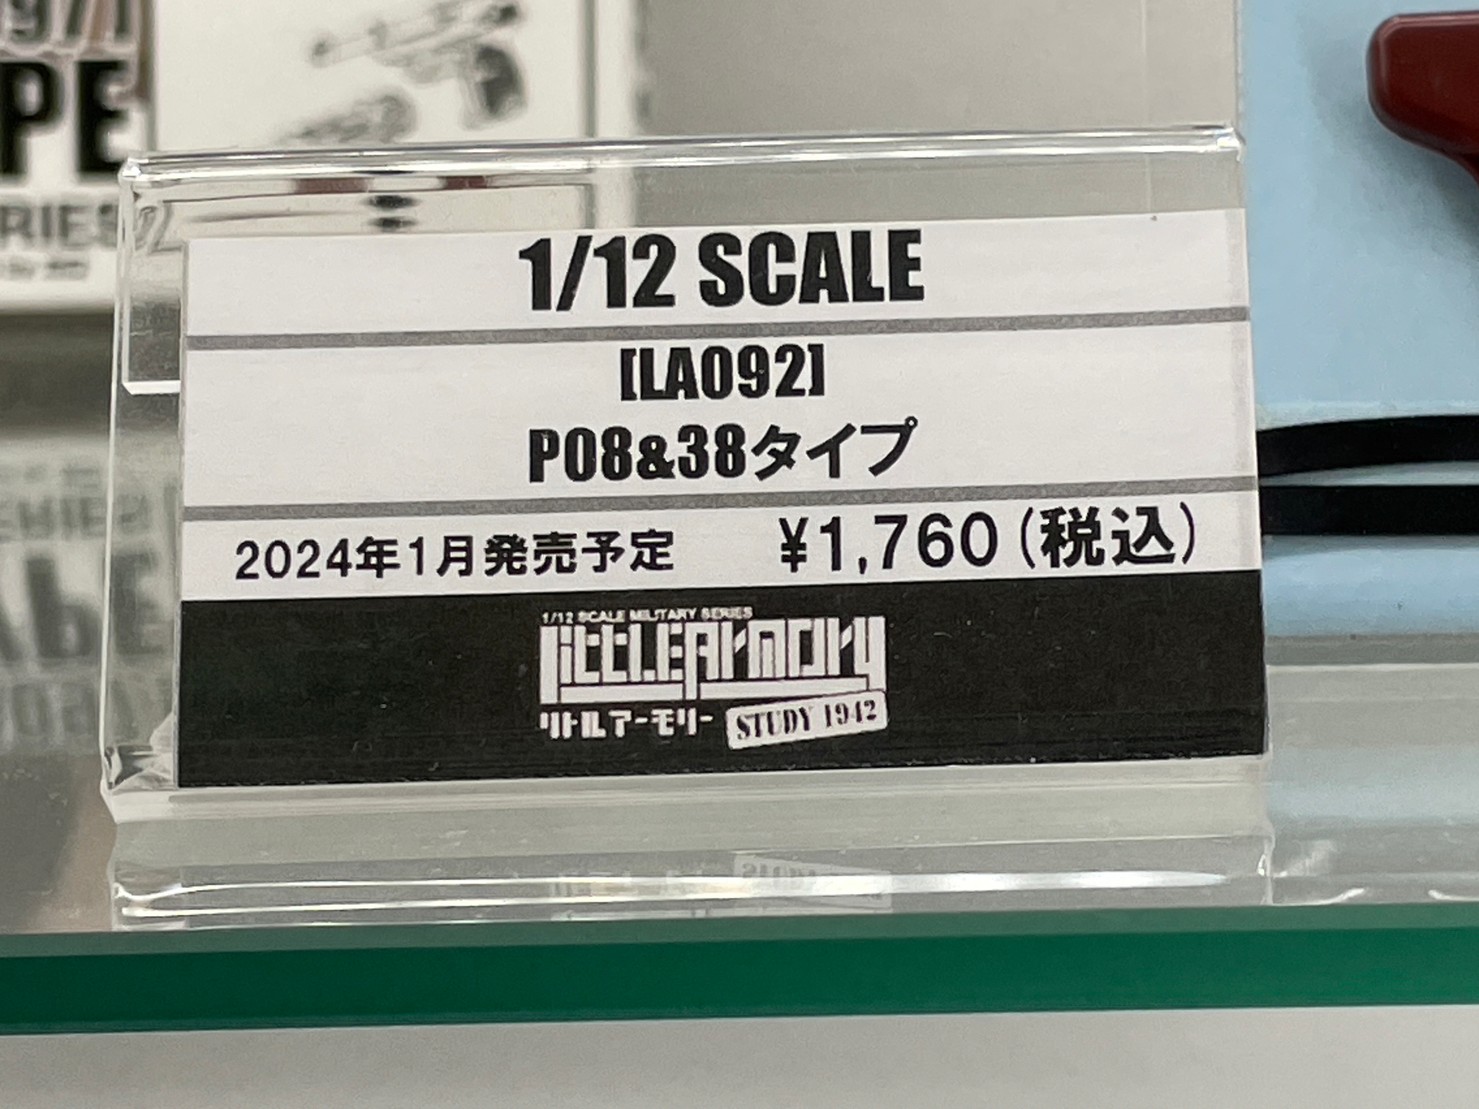 PE
1/12 SCALE
[LA092]
P08&38タイプ
2024年1月発売予定 ¥1,760(税込)
1/12 SCALE MILITARY SERIES
LittleArmory
リトルアーモリー STUDY 1942